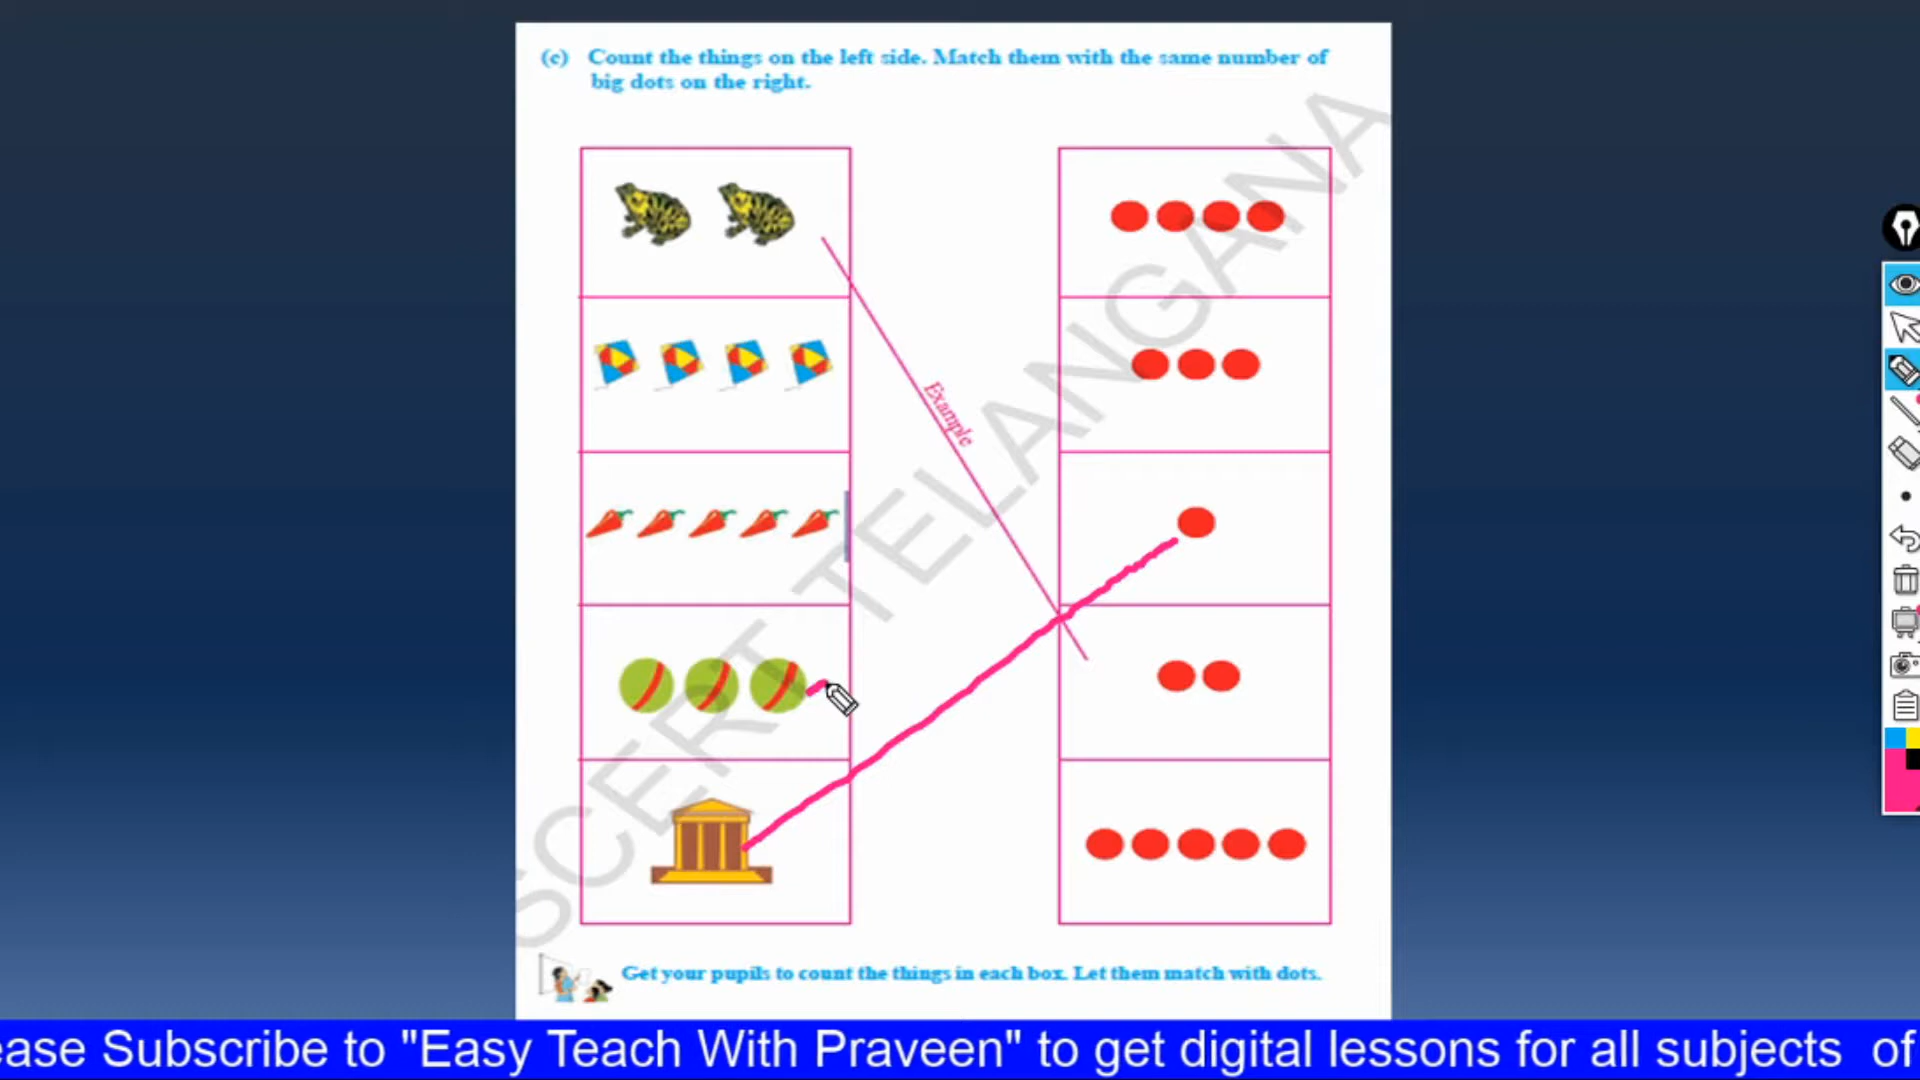 (c) Count the things on the left side. Match them with the same number of
big dots on the right.
Example
SCERT TELANGANA
Get your pupils to count the things in each box. Let them match with dots.
ease Subscribe to "Easy Teach With Praveen" to get digital lessons for all subjects of